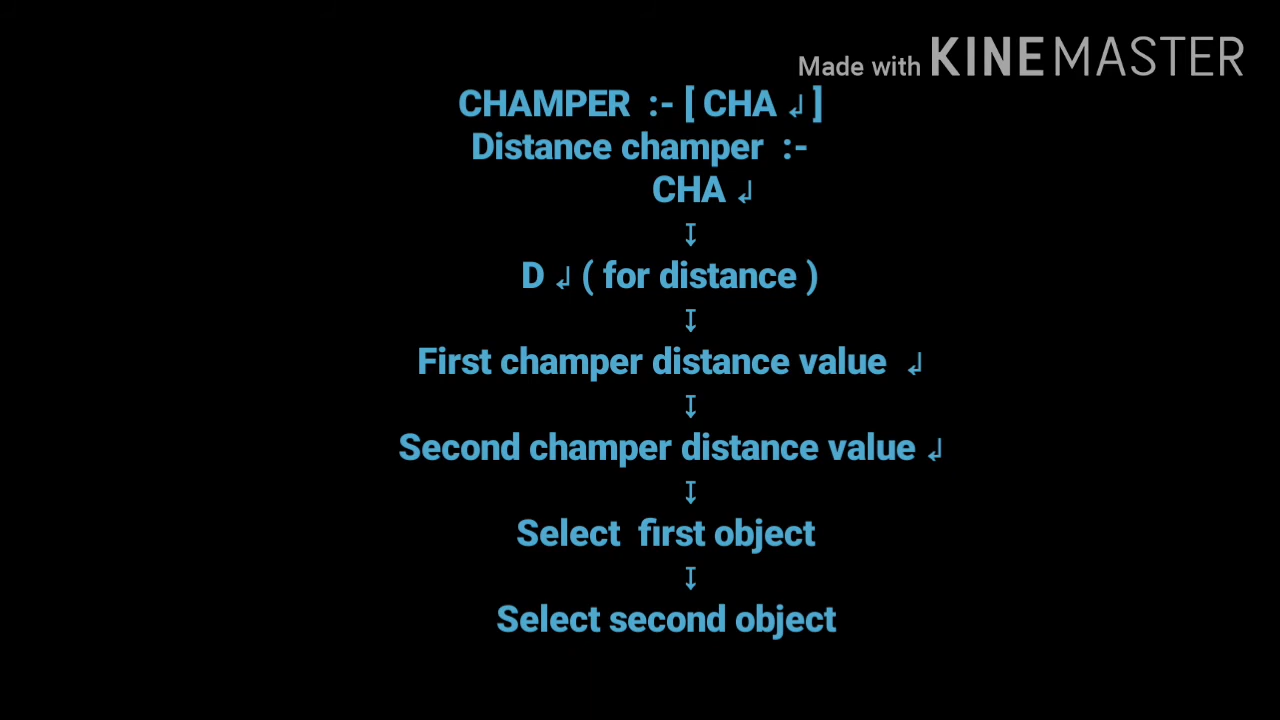 Made with KINEMASTER
CHAMPER :- [ CHA ↲ ]
Distance champer :-
CHA ↲
↧
D ↲ ( for distance )
↧
First champer distance value ↲
↧
Second champer distance value ↲
↧
Select first object
↧
Select second object